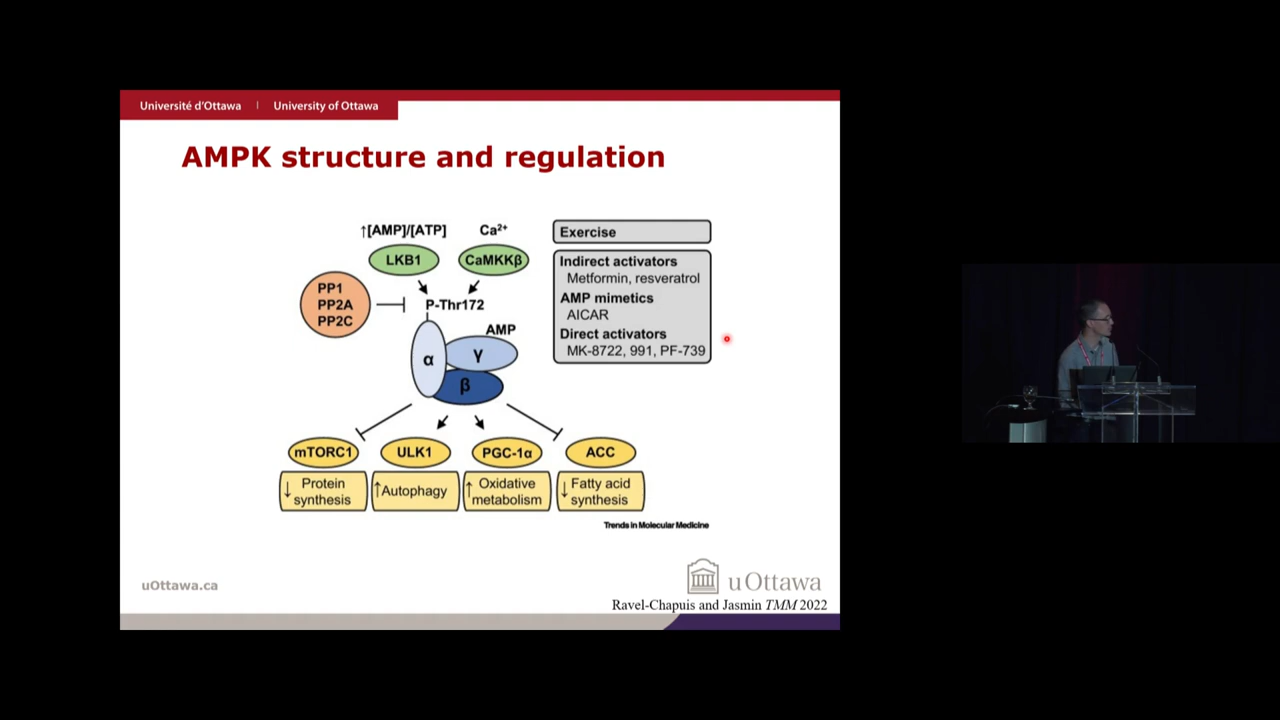 Université d'Ottawa | University of Ottawa
AMPK structure and regulation
↑[AMP]/[ATP]
Ca²⁺
LKB1
CaMKKβ
PP1
PP2A
PP2C
P-Thr172
AMP
α
γ
β
Exercise
Indirect activators
Metformin, resveratrol
AMP mimetics
AICAR
Direct activators
MK-8722, 991, PF-739
mTORC1
ULK1
PGC-1α
ACC
↓ Protein
synthesis
↑Autophagy
↑ Oxidative
metabolism
↓ Fatty acid
synthesis
Trends in Molecular Medicine
uOttawa.ca
uOttawa
Ravel-Chapuis and Jasmin TMM 2022